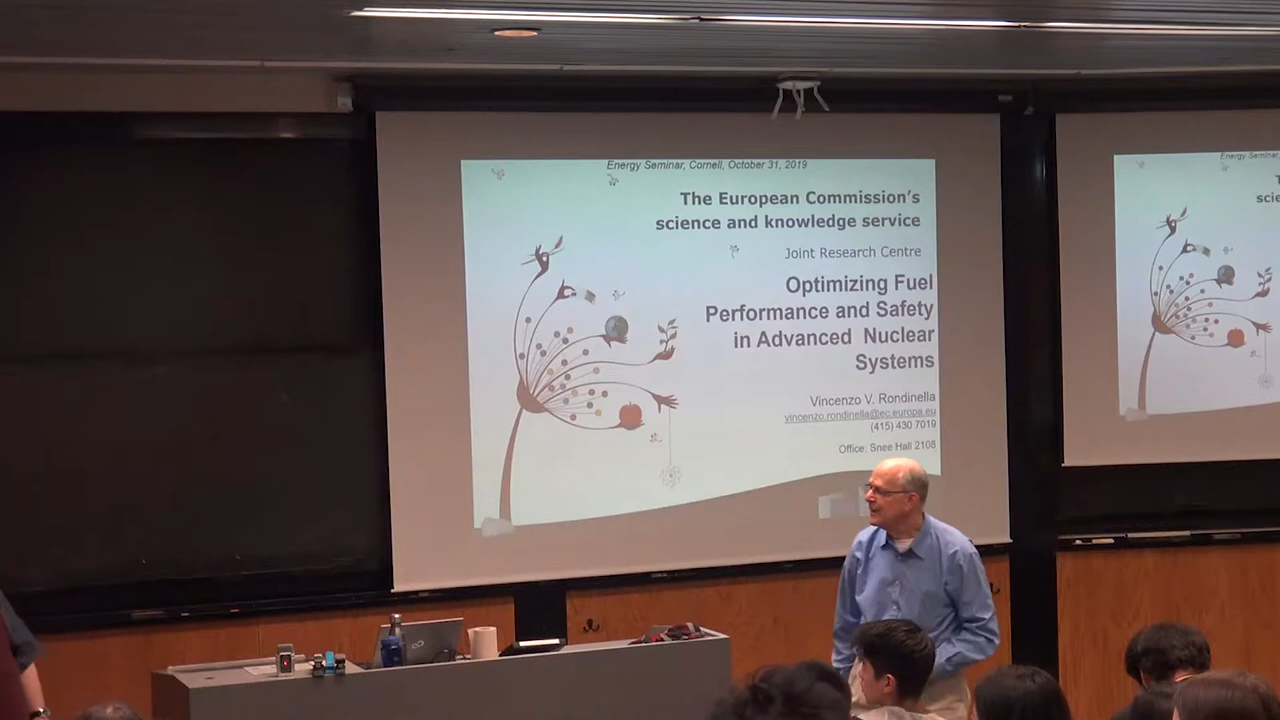 Energy Seminar, Cornell, October 31, 2019
The European Commission's
science and knowledge service
Joint Research Centre
Optimizing Fuel
Performance and Safety
in Advanced Nuclear
Systems
Vincenzo V. Rondinella
vincenzo.rondinella@ec.europa.eu
(415) 430 7019
Office: Snee Hall 2108
Energy Seminar